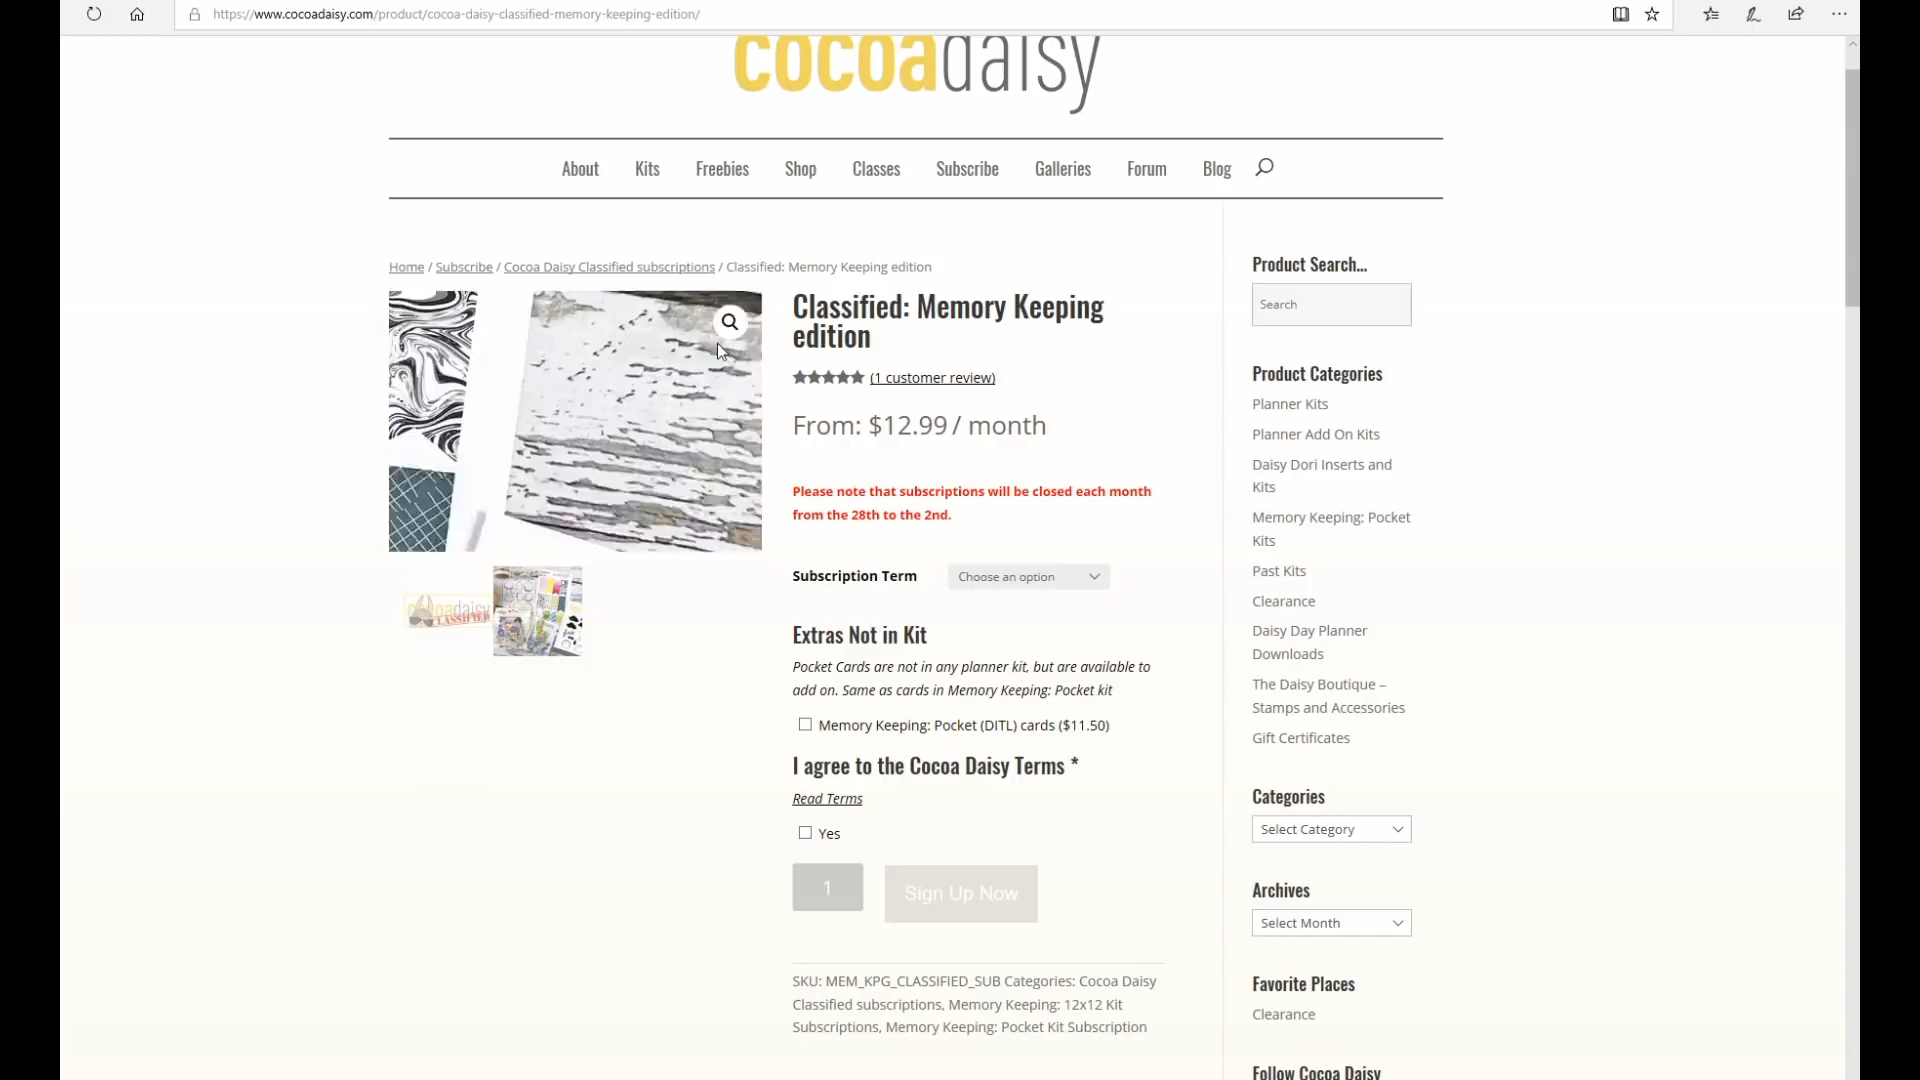 https://www.cocoadaisy.com/product/cocoa-daisy-classified-memory-keeping-edition/
cocoadaisy
About Kits Freebies Shop Classes Subscribe Galleries Forum Blog
Home / Subscribe / Cocoa Daisy Classified subscriptions / Classified: Memory Keeping edition
Classified: Memory Keeping
edition
(1 customer review)
From: $12.99 / month
Please note that subscriptions will be closed each month
from the 28th to the 2nd.
Subscription Term Choose an option
cocoadaisy
CLASSIFIED
Extras Not in Kit
Pocket Cards are not in any planner kit, but are available to
add on. Same as cards in Memory Keeping: Pocket kit
Memory Keeping: Pocket (DITL) cards ($11.50)
I agree to the Cocoa Daisy Terms *
Read Terms
Yes
1 Sign Up Now
SKU: MEM_KPG_CLASSIFIED_SUB Categories: Cocoa Daisy
Classified subscriptions, Memory Keeping: 12x12 Kit
Subscriptions, Memory Keeping: Pocket Kit Subscription
Product Search...
Search
Product Categories
Planner Kits
Planner Add On Kits
Daisy Dori Inserts and
Kits
Memory Keeping: Pocket
Kits
Past Kits
Clearance
Daisy Day Planner
Downloads
The Daisy Boutique –
Stamps and Accessories
Gift Certificates
Categories
Select Category
Archives
Select Month
Favorite Places
Clearance
Follow Cocoa Daisy